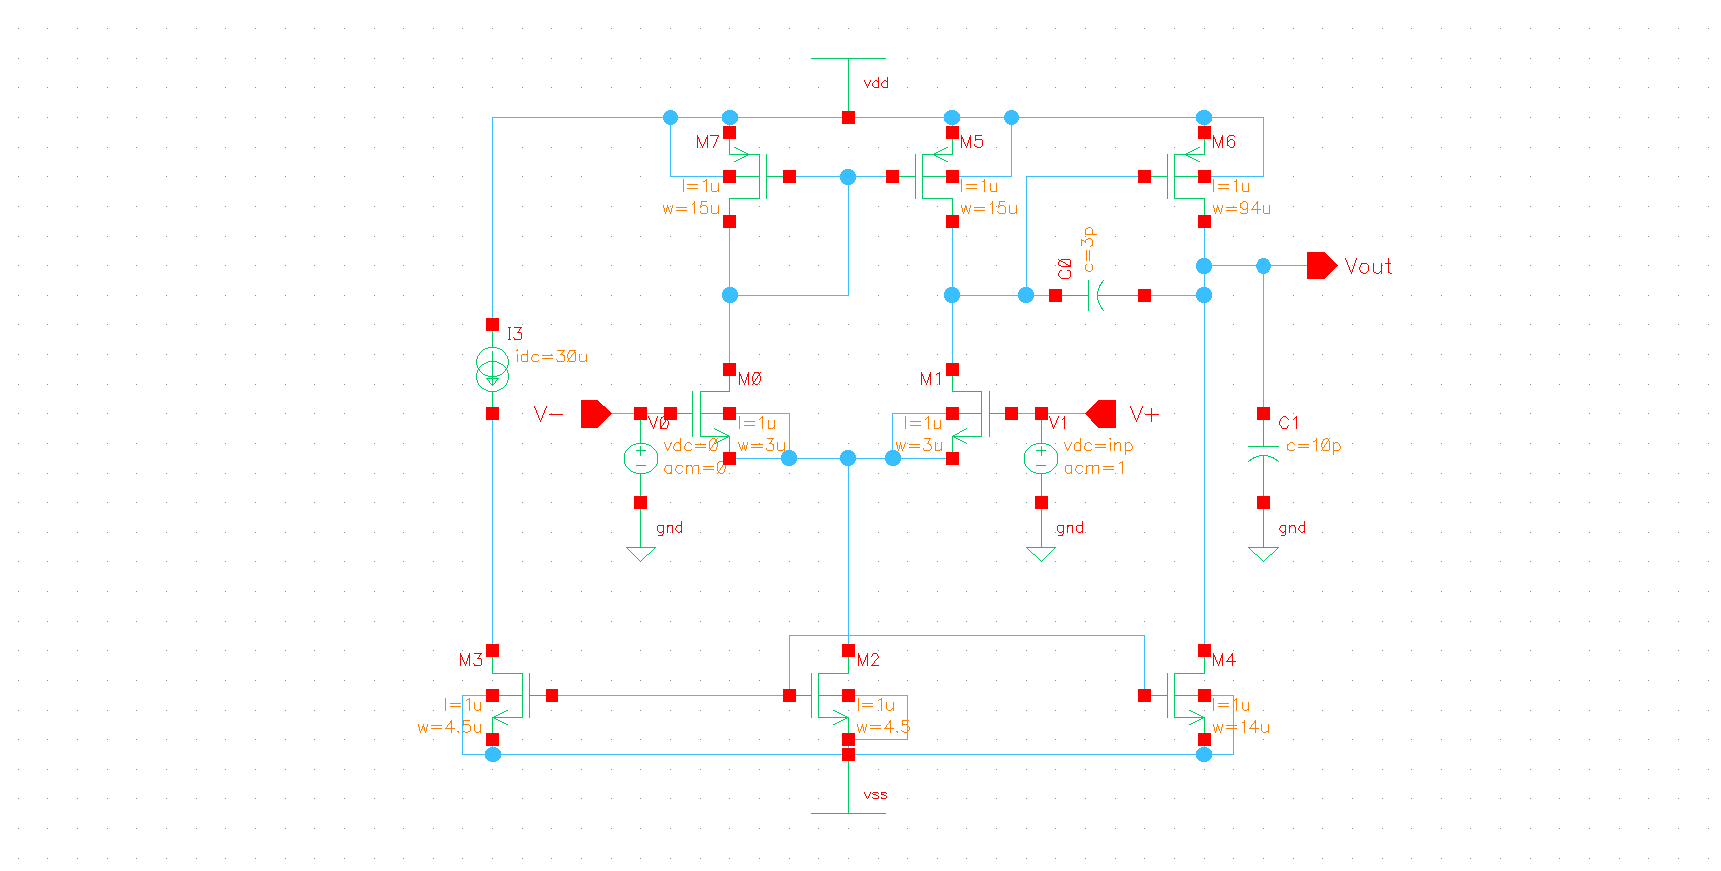 vdd
M7
l=1u
w=15u
M5
l=1u
w=15u
M6
l=1u
w=94u
C0
c=3p
Vout
I3
idc=30u
V-
V0
vdc=0
acm=0
M0
l=1u
w=3u
M1
l=1u
w=3u
V1
vdc=inp
acm=1
V+
C1
c=10p
gnd
gnd
gnd
M3
l=1u
w=4.5u
M2
l=1u
w=4.5
M4
l=1u
w=14u
vss